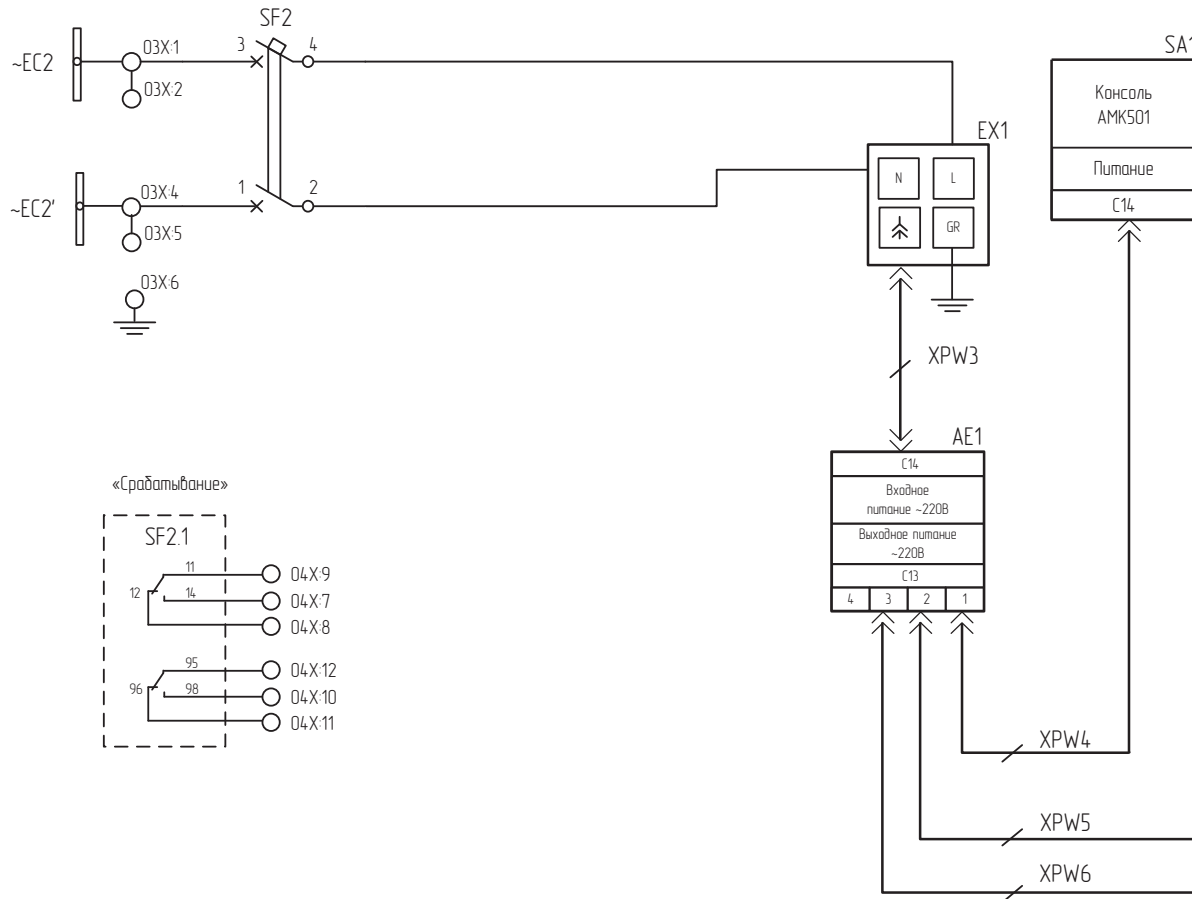 SF2
SA1
~EC2
03X:1
3
4
03X:2
Консоль
АМК501
EX1
Питание
N
L
~EC2'
03X:4
1
2
C14
03X:5
GR
03X:6
XPW3
AE1
C14
Входное
питание ~220В
Выходное питание
~220В
C13
4
3
2
1
«Срабатывание»
SF2.1
11
04X:9
12
14
04X:7
04X:8
95
04X:12
96
98
04X:10
04X:11
XPW4
XPW5
XPW6